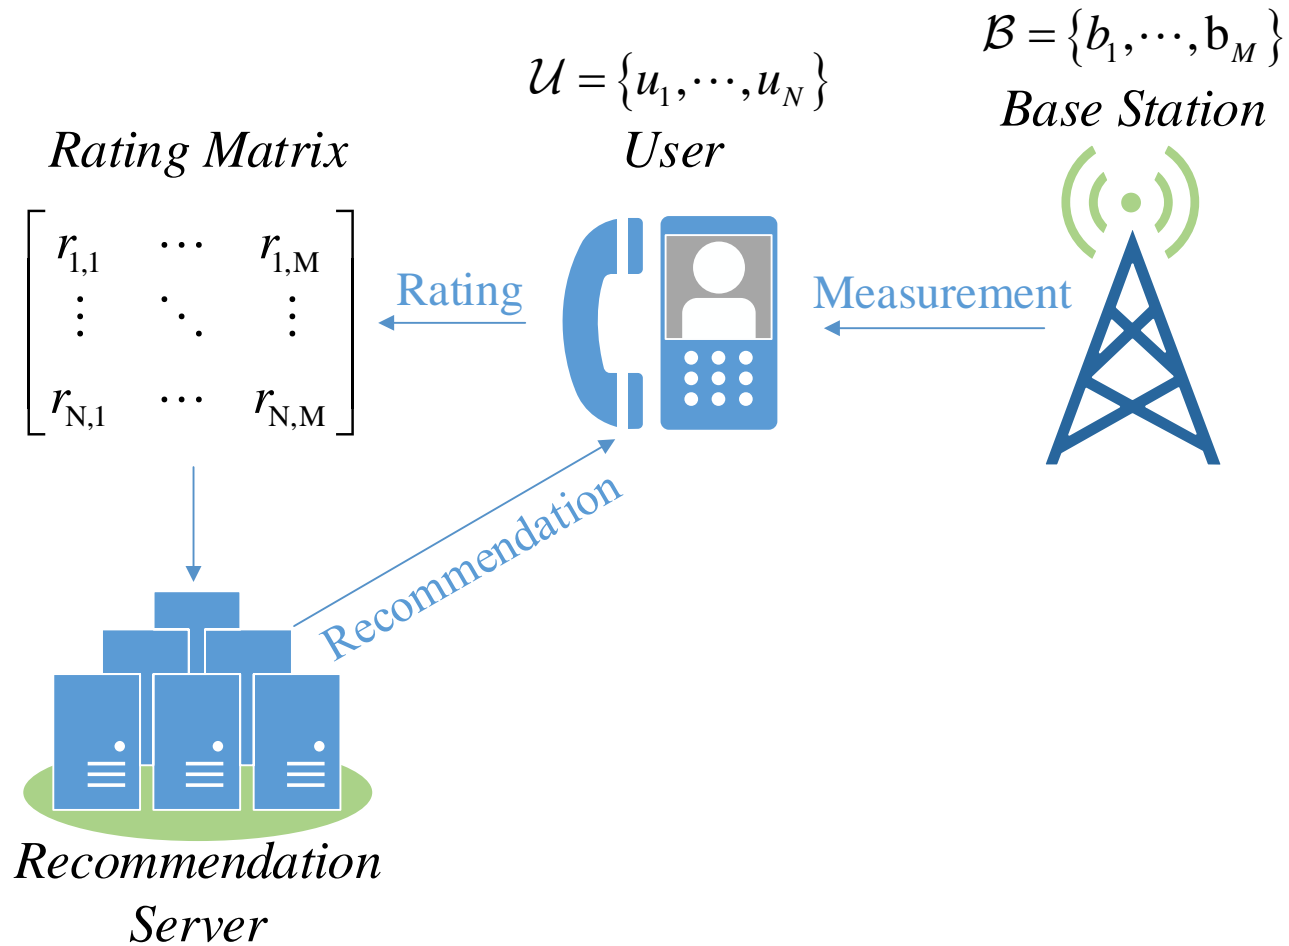 ℬ = {b₁,⋯,b_M}
𝒰 = {u₁,⋯,u_N}
Base Station
Rating Matrix
User
r₁,₁ ⋯ r₁,M
⋮ ⋱ ⋮
r_N,1 ⋯ r_N,M
Rating
Measurement
Recommendation
Recommendation
Server